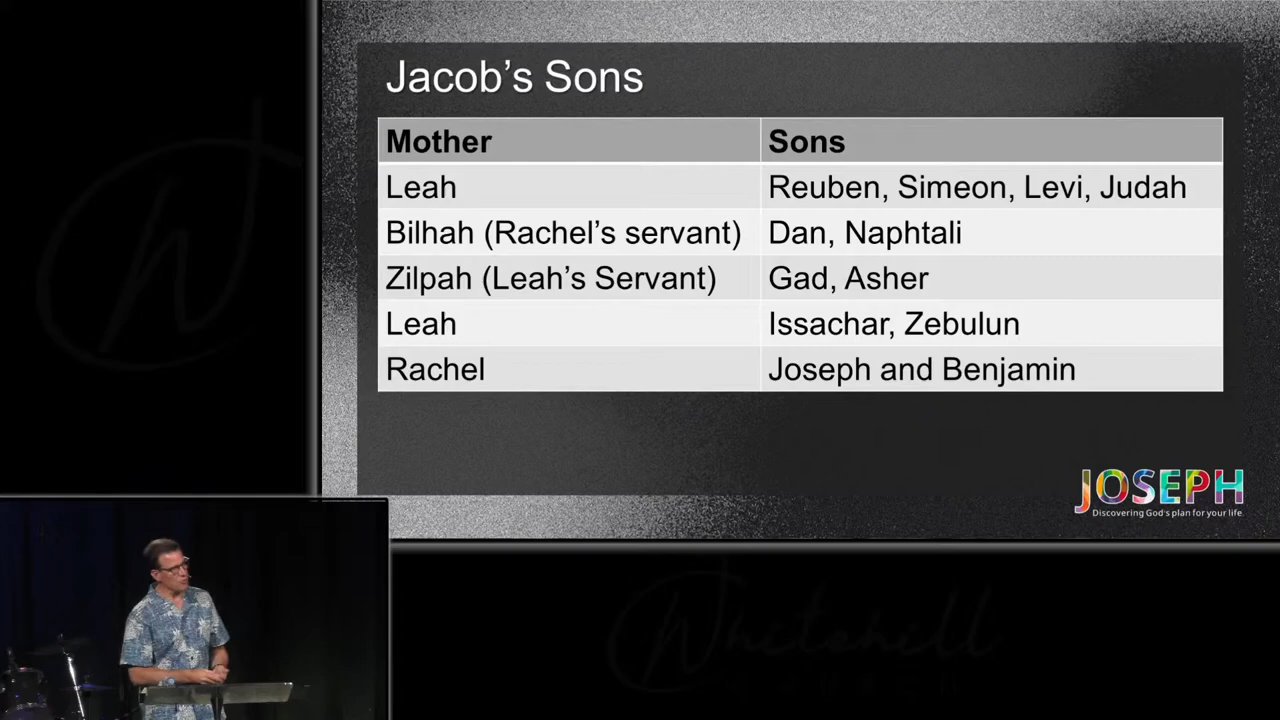 Jacob's Sons
Mother Sons
Leah Reuben, Simeon, Levi, Judah
Bilhah (Rachel's servant) Dan, Naphtali
Zilpah (Leah's Servant) Gad, Asher
Leah Issachar, Zebulun
Rachel Joseph and Benjamin
JOSEPH
Discovering God's plan for your life.
Whitehill